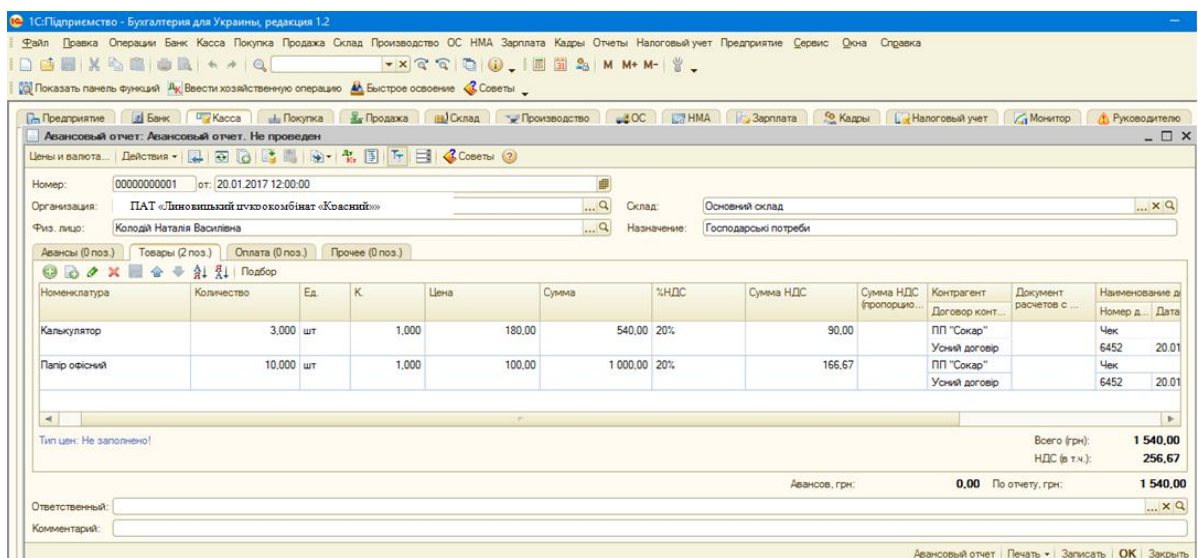 1С:Підприємство - Бухгалтерия для Украины, редакция 1.2
Файл Правка Операции Банк Касса Покупка Продажа Склад Производство ОС НМА Зарплата Кадры Отчеты Налоговый учет Предприятие Сервис Окна Справка
M M+ M-
Показать панель функций Ввести хозяйственную операцию Быстрое освоение Советы
Предприятие Банк Касса Покупка Продажа Склад Производство ОС НМА Зарплата Кадры Налоговый учет Монитор Руководителю
Авансовый отчет: Авансовый отчет. Не проведен
Цены и валюта... Действия Советы
Номер: 00000000001 от: 20.01.2017 12:00:00
Организация: ПАТ «Линовицький цукрокомбінат «Красний»» Склад: Основний склад
Физ. лицо: Колодій Наталія Василівна Назначение: Господарські потреби
Авансы (0 поз.) Товары (2 поз.) Оплата (0 поз.) Прочее (0 поз.)
Подбор
Номенклатура Количество Ед. К. Цена Сумма %НДС Сумма НДС Сумма НДС (пропорцио... Контрагент Документ расчетов с ... Наименование д
Договор конт... Номер д... Дата
Калькулятор 3,000 шт 1,000 180,00 540,00 20% 90,00 ПП "Сокар" Чек
Усний договір 6452 20.01
Папір офісний 10,000 шт 1,000 100,00 1 000,00 20% 166,67 ПП "Сокар" Чек
Усний договір 6452 20.01
Тип цен: Не заполнено! Всего (грн): 1 540,00
НДС (в т.ч.): 256,67
Авансов, грн: 0,00 По отчету, грн: 1 540,00
Ответственный:
Комментарий:
Авансовый отчет Печать Записать OK Закрыть